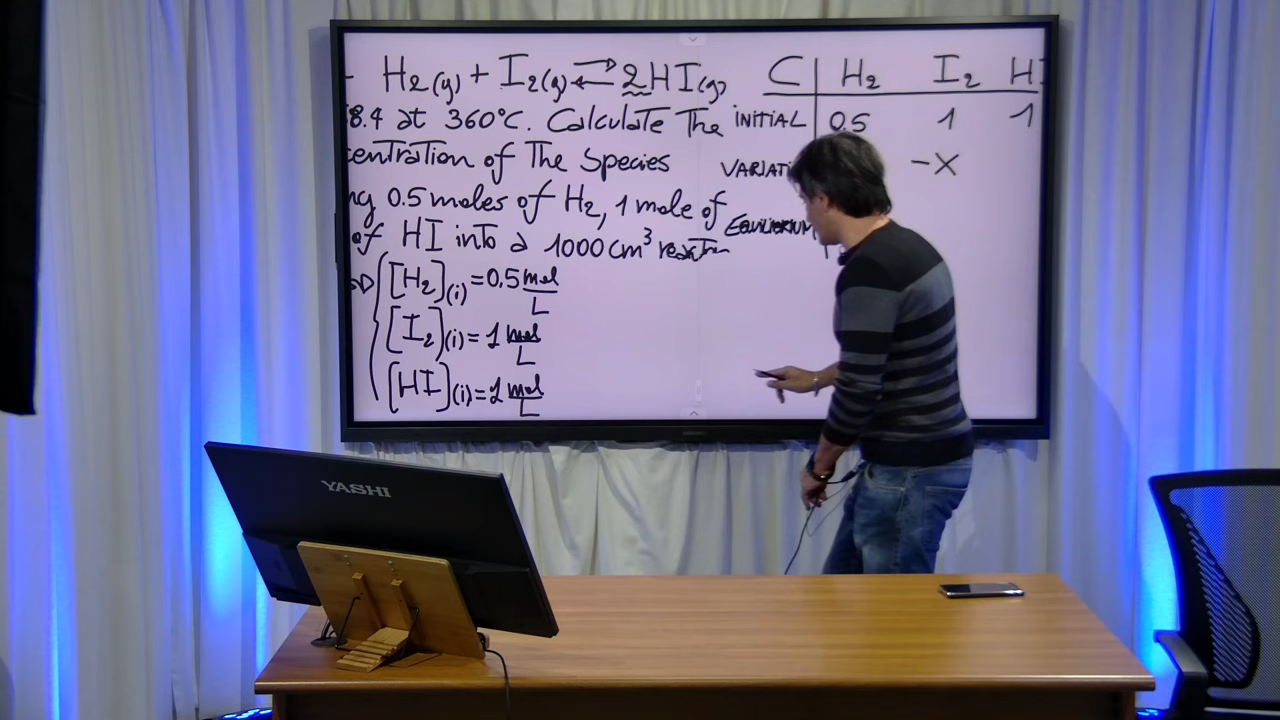 H2(g) + I2(g) ⇄ 2HI(g)
8.4 at 360°C. Calculate The
centration of The Species
ng 0.5 moles of H2, 1 mole of
of HI into a 1000 cm³ reaction
[H2](i) = 0.5 mol/L
[I2](i) = 1 mol/L
[HI](i) = 1 mol/L
C H2 I2 HI
INITIAL 0.5 1 1
VARIATI -X
EQUILIBRIUM
YASHI